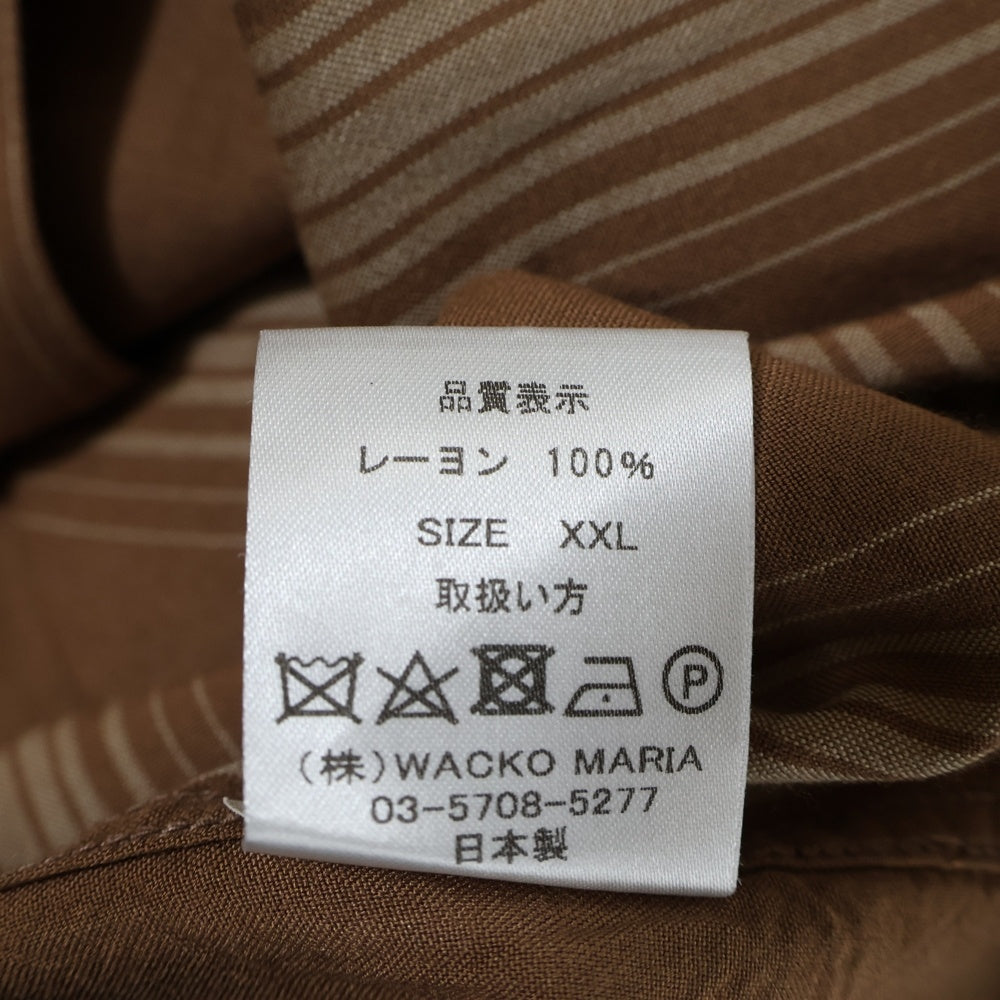 品質表示
レーヨン 100%
SIZE XXL
取扱い方
P
(株)WACKO MARIA
03-5708-5277
日本製